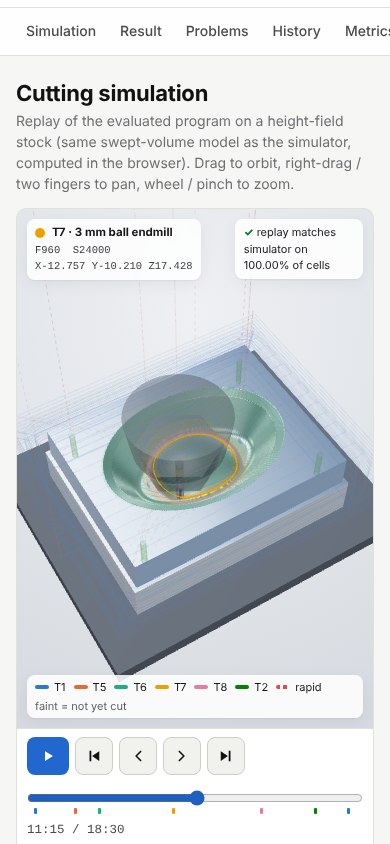 Simulation Result Problems History Metrics
Cutting simulation
Replay of the evaluated program on a height-field
stock (same swept-volume model as the simulator,
computed in the browser). Drag to orbit, right-drag /
two fingers to pan, wheel / pinch to zoom.
T7 · 3 mm ball endmill
F960 S24000
X-12.757 Y-10.210 Z17.428
✓ replay matches
simulator on
100.00% of cells
T1 T5 T6 T7 T8 T2 rapid
faint = not yet cut
11:15 / 18:30